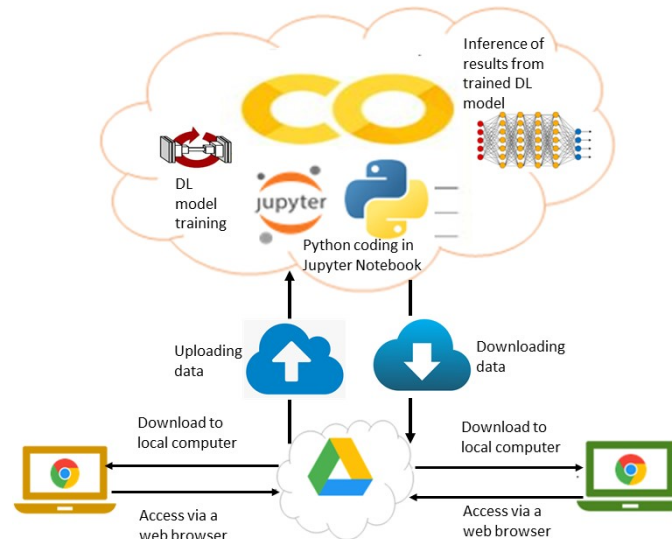 Inference of
results from
trained DL
model
DL
model
training
jupyter
Python coding in
Jupyter Notebook
Uploading
data
Downloading
data
Download to
local computer
Download to
local computer
Access via a
web browser
Access via a
web browser